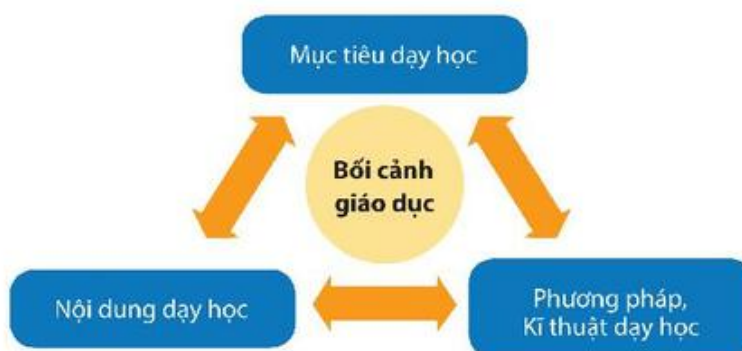 Mục tiêu dạy học
Bối cảnh
giáo dục
Nội dung dạy học
Phương pháp,
Kĩ thuật dạy học